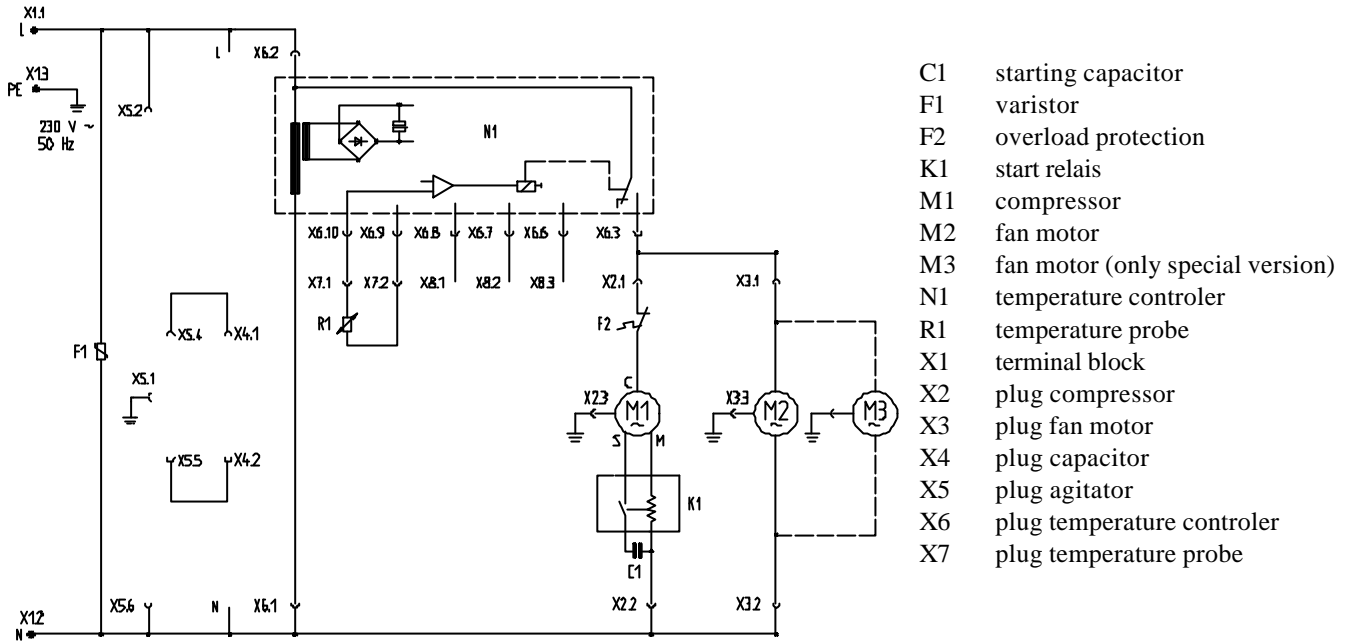 X1.1
L
X1.3
PE
230 V ~
50 Hz
X5.2
L
X6.2
N1
X6.10 X6.9 X6.8 X6.7 X6.6 X6.3
X7.1 X7.2 X8.1 X8.2 X8.3 X2.1 X3.1
R1
F2
F1
X5.4 X4.1
X5.1
X5.5 X4.2
C
X2.3 M1 X3.3 M2 M3
S M
K1
C1
X1.2
N
X5.6 N X6.1 X2.2 X3.2
C1 starting capacitor
F1 varistor
F2 overload protection
K1 start relais
M1 compressor
M2 fan motor
M3 fan motor (only special version)
N1 temperature controler
R1 temperature probe
X1 terminal block
X2 plug compressor
X3 plug fan motor
X4 plug capacitor
X5 plug agitator
X6 plug temperature controler
X7 plug temperature probe